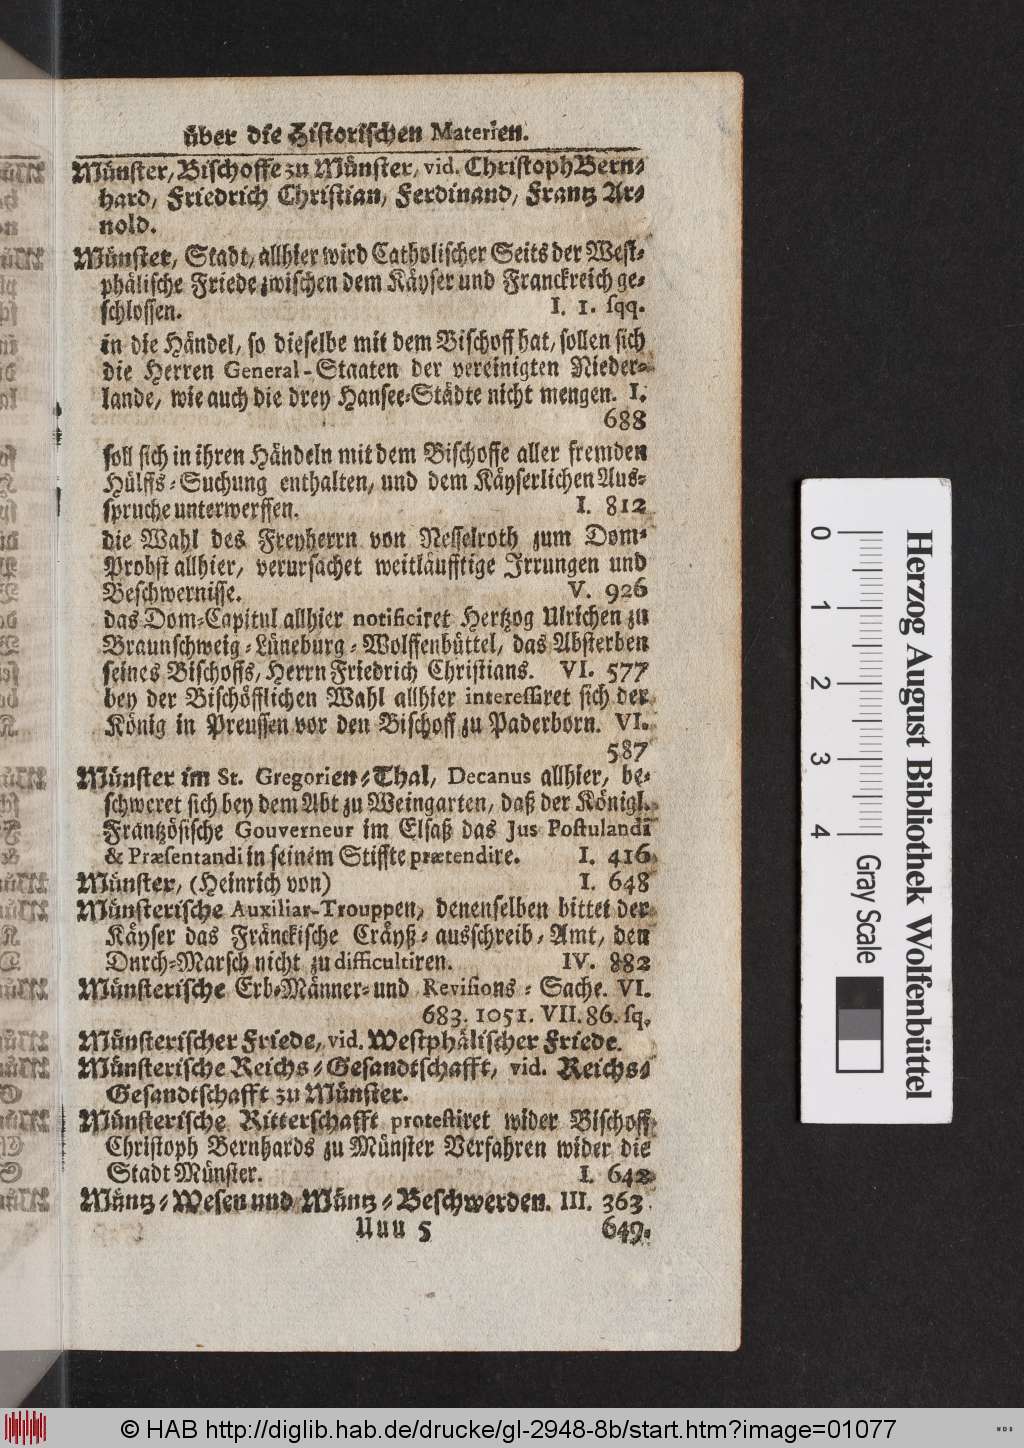 über die Historischen Materien.
Münster, Bischoffe zu Münster, vid. Christoph Bern-
hard, Friedrich Christian, Ferdinand, Frantz Ar-
nold.
Münster, Stadt, allhier wird Catholischer Seits der West-
phälische Friede zwischen dem Käyser und Franckreich ge-
schlossen. I. 1. sqq.
in die Händel, so dieselbe mit dem Bischoff hat, sollen sich
die Herren General-Staaten der vereinigten Nieder-
lande, wie auch die drey Hansee-Städte nicht mengen. I.
688
soll sich in ihren Händeln mit dem Bischoffe aller fremden
Hülffs-Suchung enthalten, und dem Käyserlichen Aus-
spruche unterwerffen. I. 812
die Wahl des Freyherrn von Nesselroth zum Dom-
Probst allhier, verursachet weitläufftige Irrungen und
Beschwernisse. V. 926
das Dom-Capitul allhier notificiret Hertzog Ulrichen zu
Braunschweig-Lüneburg-Wolffenbüttel, das Absterben
seines Bischoffs, Herrn Friedrich Christians. VI. 577
bey der Bischöfflichen Wahl allhier interessiret sich der
König in Preussen vor den Bischoff zu Paderborn. VI.
587
Münster im St. Gregorien-Thal, Decanus allhier, be-
schweret sich bey dem Abt zu Weingarten, daß der Königl.
Frantzösische Gouverneur im Elsaß das Jus Postulandi
& Præsentandi in seinem Stiffte prætendire. I. 416
Münster, (Heinrich von) I. 648
Münsterische Auxiliar-Trouppen, denenselben bittet der
Käyser das Fränckische Cräyß-ausschreib-Amt, den
Durch-Marsch nicht zu difficultiren. IV. 882
Münsterische Erb-Männer- und Revisions-Sache. VI.
683. 1051. VII. 86. sq.
Münsterischer Friede, vid. Westphälischer Friede.
Münsterische Reichs-Gesandtschafft, vid. Reichs-
Gesandtschafft zu Münster.
Münsterische Ritterschafft protestiret wider Bischoff
Christoph Bernhards zu Münster Verfahren wider die
Stadt Münster. I. 642
Müntz-Wesen und Müntz-Beschwerden. III. 363
Uuu 5 649.
0 1 2 3 4 Gray Scale
Herzog August Bibliothek Wolfenbüttel
© HAB http://diglib.hab.de/drucke/gl-2948-8b/start.htm?image=01077